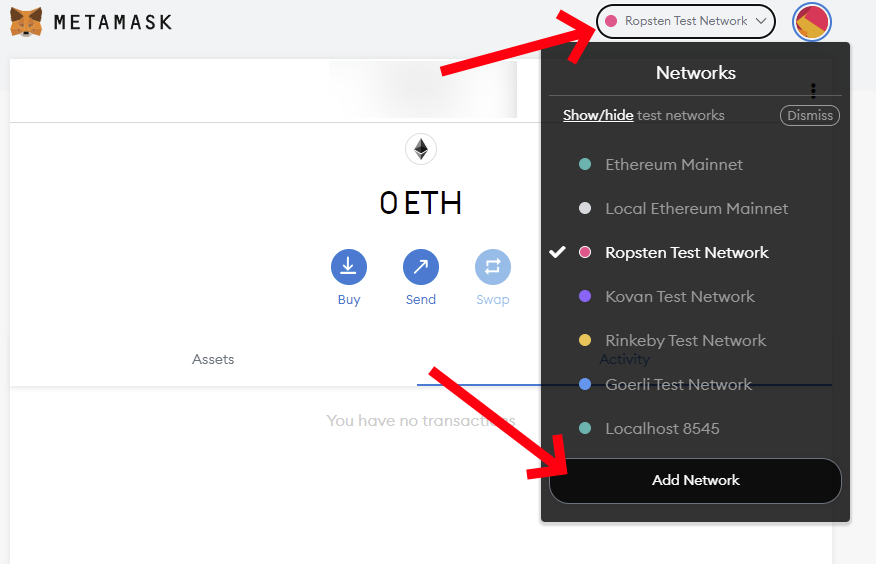 METAMASK
Ropsten Test Network
Networks
Show/hide test networks
Dismiss
Ethereum Mainnet
Local Ethereum Mainnet
Ropsten Test Network
Kovan Test Network
Rinkeby Test Network
Goerli Test Network
Localhost 8545
Add Network
0 ETH
Buy
Send
Swap
Assets
Activity
You have no transactions